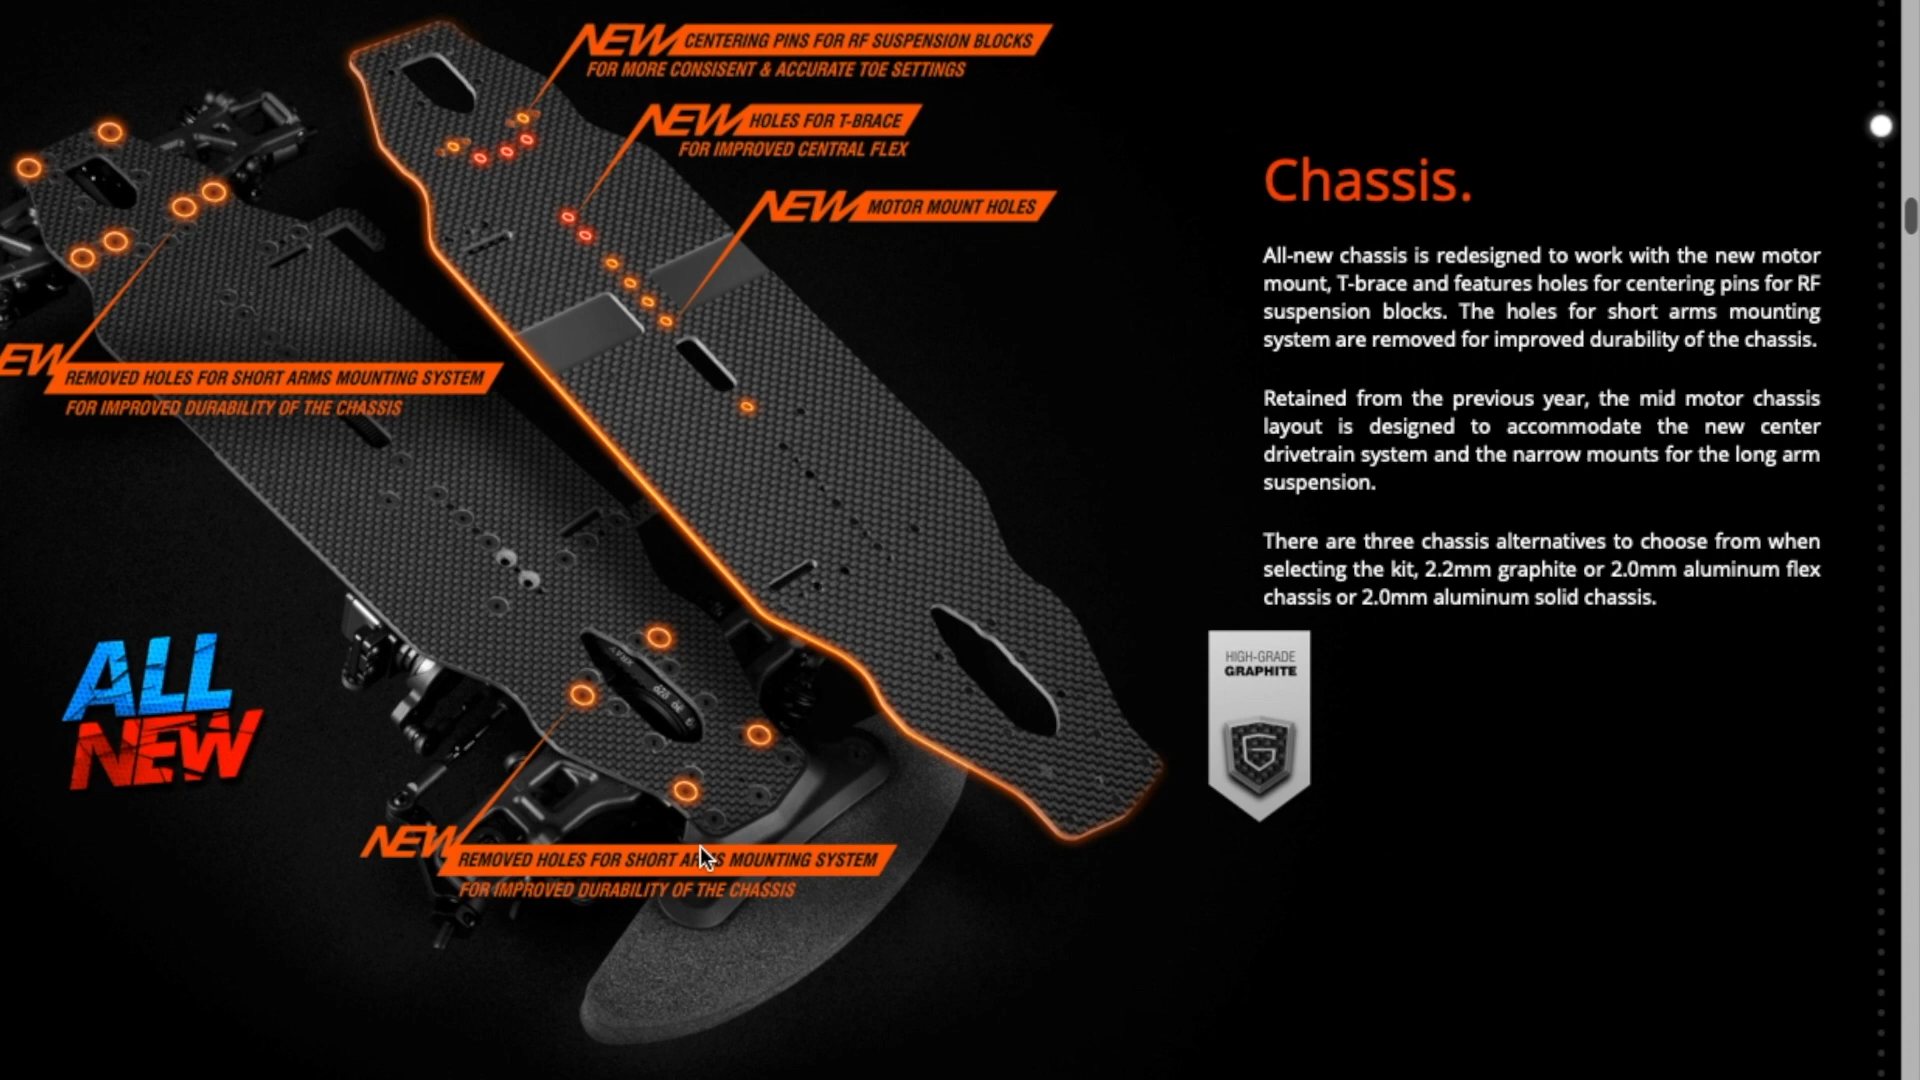 NEW CENTERING PINS FOR RF SUSPENSION BLOCKS
FOR MORE CONSISENT & ACCURATE TOE SETTINGS
NEW HOLES FOR T-BRACE
FOR IMPROVED CENTRAL FLEX
NEW MOTOR MOUNT HOLES
EW REMOVED HOLES FOR SHORT ARMS MOUNTING SYSTEM
FOR IMPROVED DURABILITY OF THE CHASSIS
ALL
NEW
NEW REMOVED HOLES FOR SHORT ARMS MOUNTING SYSTEM
FOR IMPROVED DURABILITY OF THE CHASSIS
Chassis.
All-new chassis is redesigned to work with the new motor
mount, T-brace and features holes for centering pins for RF
suspension blocks. The holes for short arms mounting
system are removed for improved durability of the chassis.
Retained from the previous year, the mid motor chassis
layout is designed to accommodate the new center
drivetrain system and the narrow mounts for the long arm
suspension.
There are three chassis alternatives to choose from when
selecting the kit, 2.2mm graphite or 2.0mm aluminum flex
chassis or 2.0mm aluminum solid chassis.
HIGH-GRADE
GRAPHITE
G